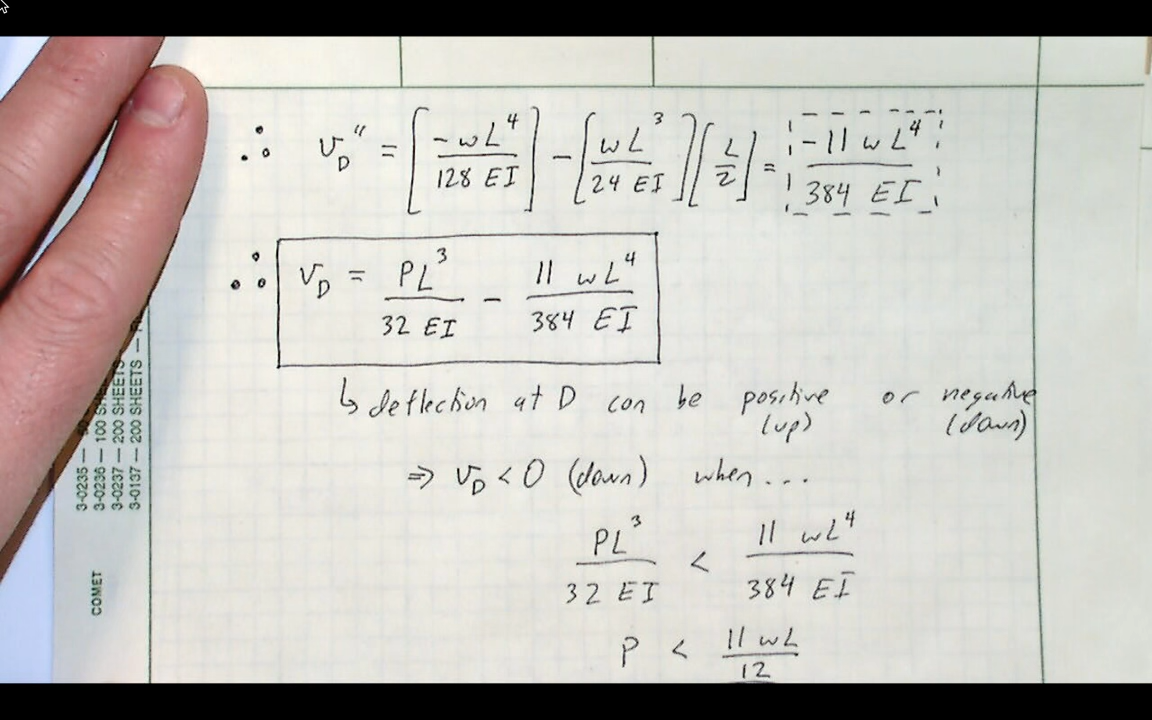 ∴ v_D'' = [-wL⁴ / 128 EI] - [wL³ / 24 EI][L / 2] = -11 wL⁴ / 384 EI
∴ v_D = PL³ / 32 EI - 11 wL⁴ / 384 EI
↳ deflection at D can be positive (up) or negative (down)
⇒ v_D < 0 (down) when...
PL³ / 32 EI < 11 wL⁴ / 384 EI
P < 11 wL / 12
3-0236 — 100 SHEETS
3-0237 — 200 SHEETS —
3-0137 — 200 SHEETS —
3-0235 —
COMET